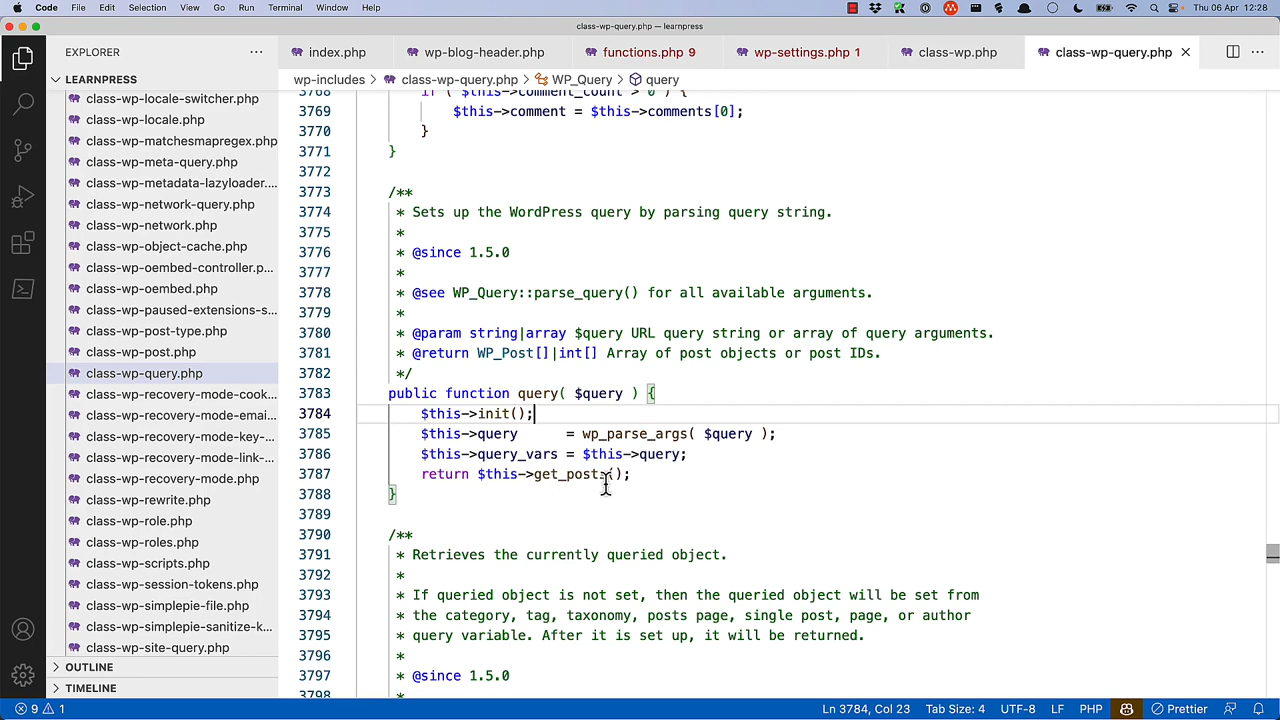 Code File Edit Selection View Go Run Terminal Window Help Thu 06 Apr 12:28
class-wp-query.php — learnpress
EXPLORER
index.php wp-blog-header.php functions.php 9 wp-settings.php 1 class-wp.php class-wp-query.php
LEARNPRESS
wp-includes > class-wp-query.php > WP_Query > query
class-wp-locale-switcher.php
class-wp-locale.php
class-wp-matchesmapregex.php
class-wp-meta-query.php
class-wp-metadata-lazyloader....
class-wp-network-query.php
class-wp-network.php
class-wp-object-cache.php
class-wp-oembed-controller.p...
class-wp-oembed.php
class-wp-paused-extensions-s...
class-wp-post-type.php
class-wp-post.php
class-wp-query.php
class-wp-recovery-mode-cook...
class-wp-recovery-mode-emai...
class-wp-recovery-mode-key-...
class-wp-recovery-mode-link-...
class-wp-recovery-mode.php
class-wp-rewrite.php
class-wp-role.php
class-wp-roles.php
class-wp-scripts.php
class-wp-session-tokens.php
class-wp-simplepie-file.php
class-wp-simplepie-sanitize-k...
class-wp-site-query.php
OUTLINE
TIMELINE
3768 if ( $this->comment_count > 0 ) {
3769 $this->comment = $this->comments[0];
3770 }
3771 }
3772
3773 /**
3774 * Sets up the WordPress query by parsing query string.
3775 *
3776 * @since 1.5.0
3777 *
3778 * @see WP_Query::parse_query() for all available arguments.
3779 *
3780 * @param string|array $query URL query string or array of query arguments.
3781 * @return WP_Post[]|int[] Array of post objects or post IDs.
3782 */
3783 public function query( $query ) {
3784 $this->init();
3785 $this->query = wp_parse_args( $query );
3786 $this->query_vars = $this->query;
3787 return $this->get_posts();
3788 }
3789
3790 /**
3791 * Retrieves the currently queried object.
3792 *
3793 * If queried object is not set, then the queried object will be set from
3794 * the category, tag, taxonomy, posts page, single post, page, or author
3795 * query variable. After it is set up, it will be returned.
3796 *
3797 * @since 1.5.0
3798 *
9 1 Ln 3784, Col 23 Tab Size: 4 UTF-8 LF PHP Prettier